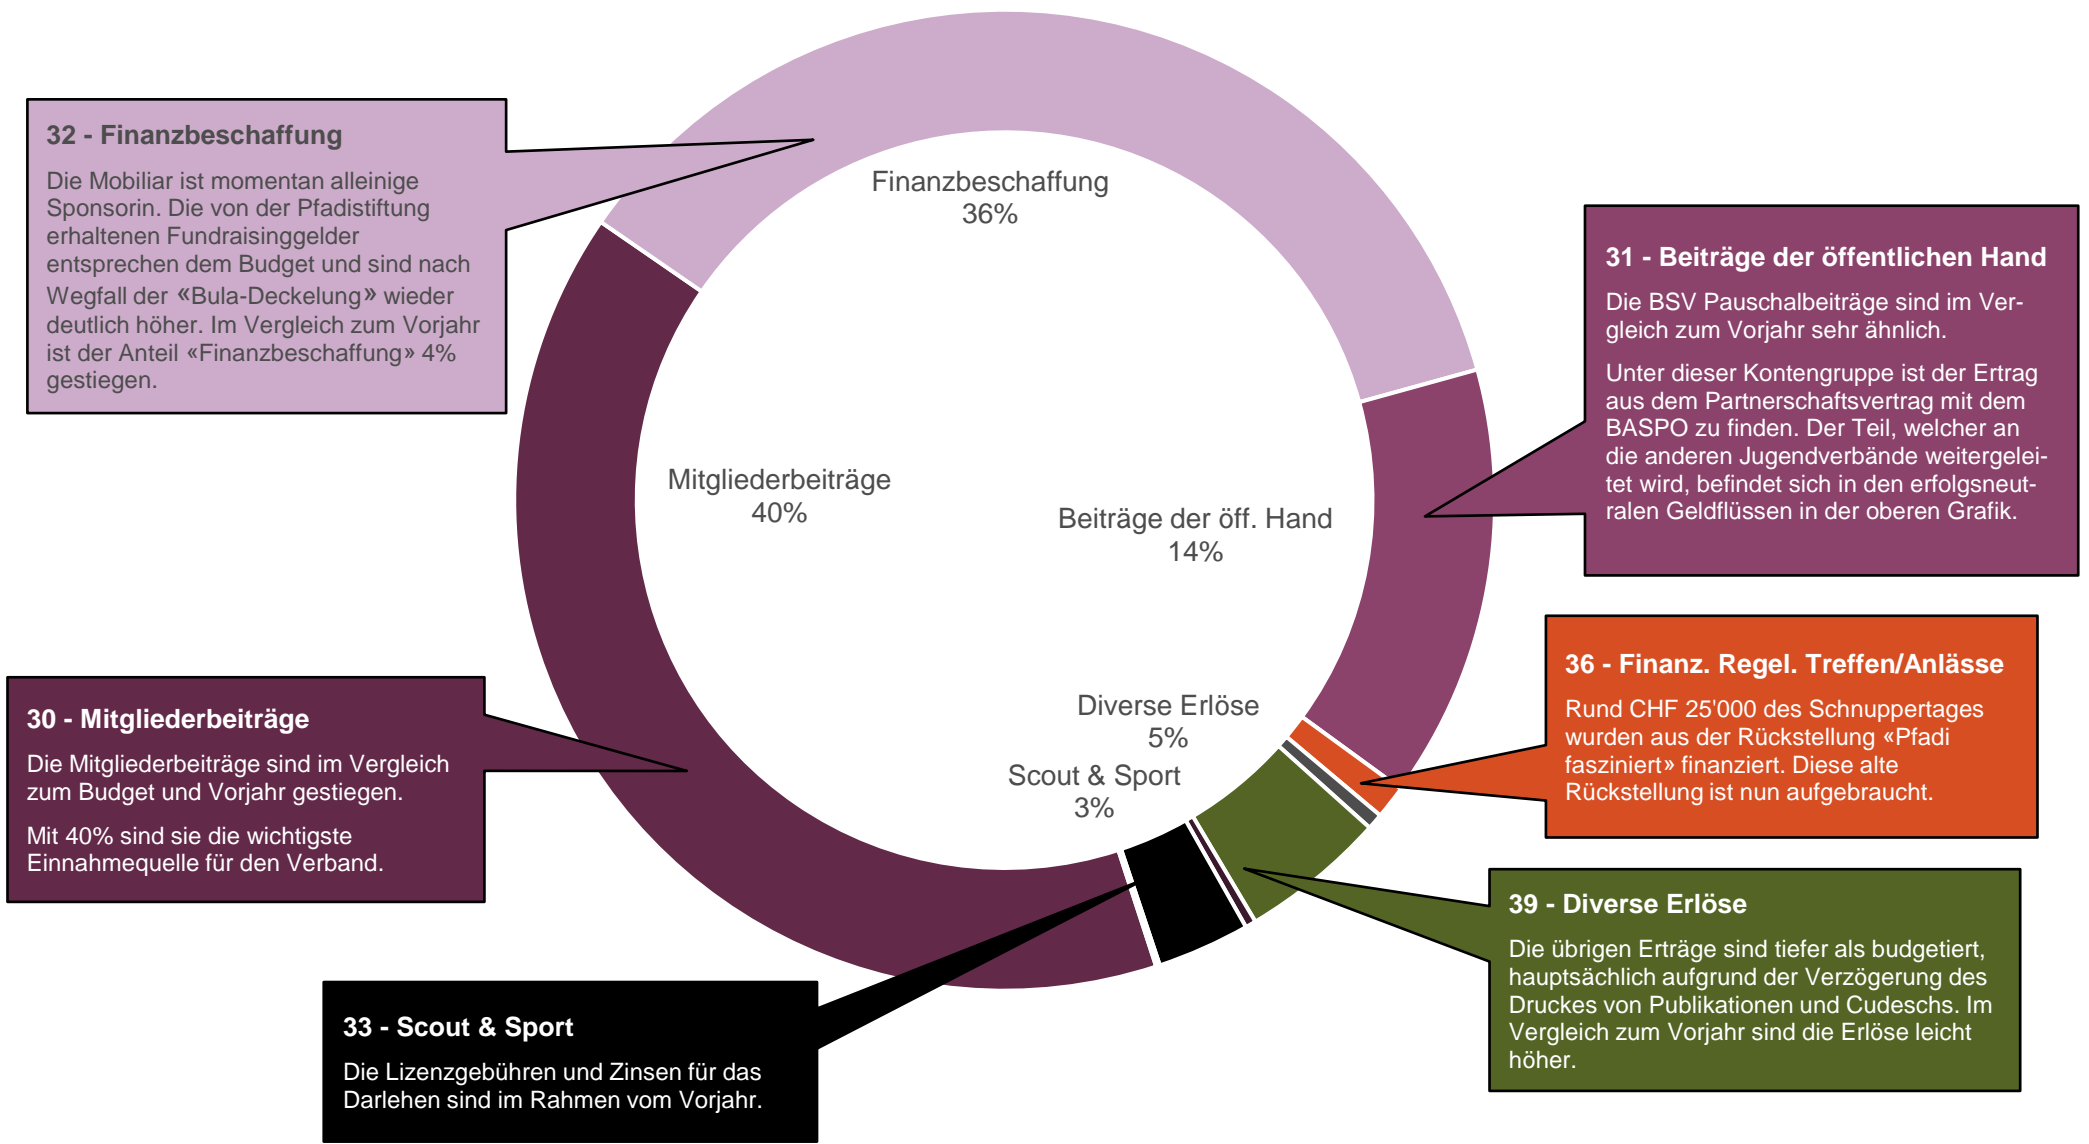 32 - Finanzbeschaffung
Die Mobiliar ist momentan alleinige
Sponsorin. Die von der Pfadistiftung
erhaltenen Fundraisinggelder
entsprechen dem Budget und sind nach
Wegfall der «Bula-Deckelung» wieder
deutlich höher. Im Vergleich zum Vorjahr
ist der Anteil «Finanzbeschaffung» 4%
gestiegen.
Finanzbeschaffung
36%
31 - Beiträge der öffentlichen Hand
Die BSV Pauschalbeiträge sind im Ver-
gleich zum Vorjahr sehr ähnlich.
Unter dieser Kontengruppe ist der Ertrag
aus dem Partnerschaftsvertrag mit dem
BASPO zu finden. Der Teil, welcher an
die anderen Jugendverbände weitergelei-
tet wird, befindet sich in den erfolgsneut-
ralen Geldflüssen in der oberen Grafik.
Mitgliederbeiträge
40%
Beiträge der öff. Hand
14%
30 - Mitgliederbeiträge
Die Mitgliederbeiträge sind im Vergleich
zum Budget und Vorjahr gestiegen.
Mit 40% sind sie die wichtigste
Einnahmequelle für den Verband.
Diverse Erlöse
5%
Scout & Sport
3%
36 - Finanz. Regel. Treffen/Anlässe
Rund CHF 25'000 des Schnuppertages
wurden aus der Rückstellung «Pfadi
fasziniert» finanziert. Diese alte
Rückstellung ist nun aufgebraucht.
39 - Diverse Erlöse
Die übrigen Erträge sind tiefer als budgetiert,
hauptsächlich aufgrund der Verzögerung des
Druckes von Publikationen und Cudeschs. Im
Vergleich zum Vorjahr sind die Erlöse leicht
höher.
33 - Scout & Sport
Die Lizenzgebühren und Zinsen für das
Darlehen sind im Rahmen vom Vorjahr.